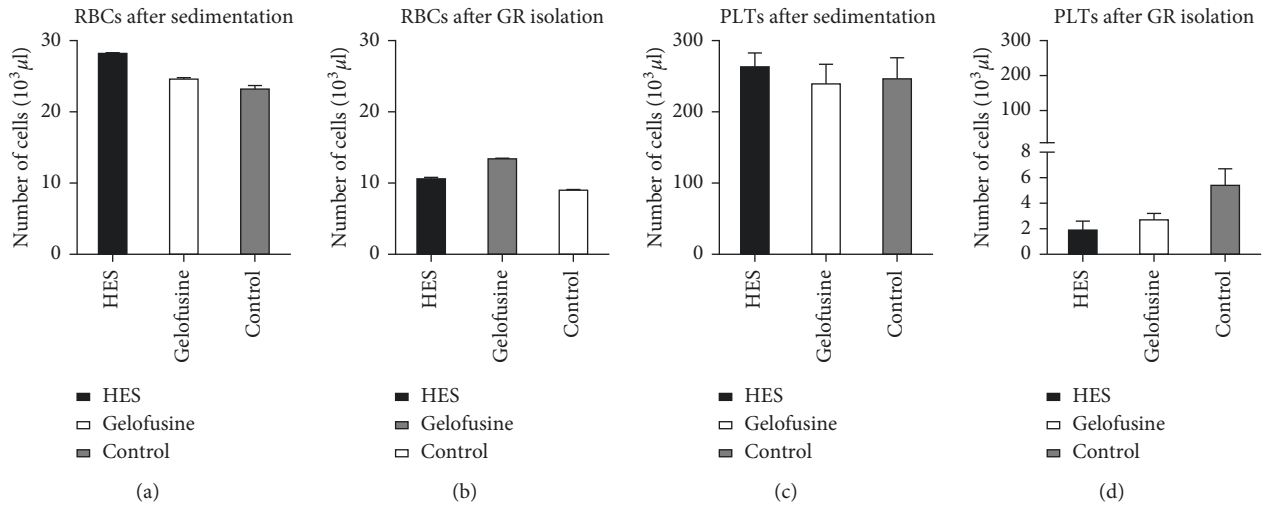 RBCs after sedimentation
Number of cells (10³ µl)
30
20
10
0
HES
Gelofusine
Control
HES
Gelofusine
Control
(a)
RBCs after GR isolation
Number of cells (10³ µl)
30
20
10
0
HES
Gelofusine
Control
HES
Gelofusine
Control
(b)
PLTs after sedimentation
Number of cells (10³ µl)
300
200
100
0
HES
Gelofusine
Control
HES
Gelofusine
Control
(c)
PLTs after GR isolation
Number of cells (10³ µl)
300
200
100
8
6
4
2
0
HES
Gelofusine
Control
HES
Gelofusine
Control
(d)